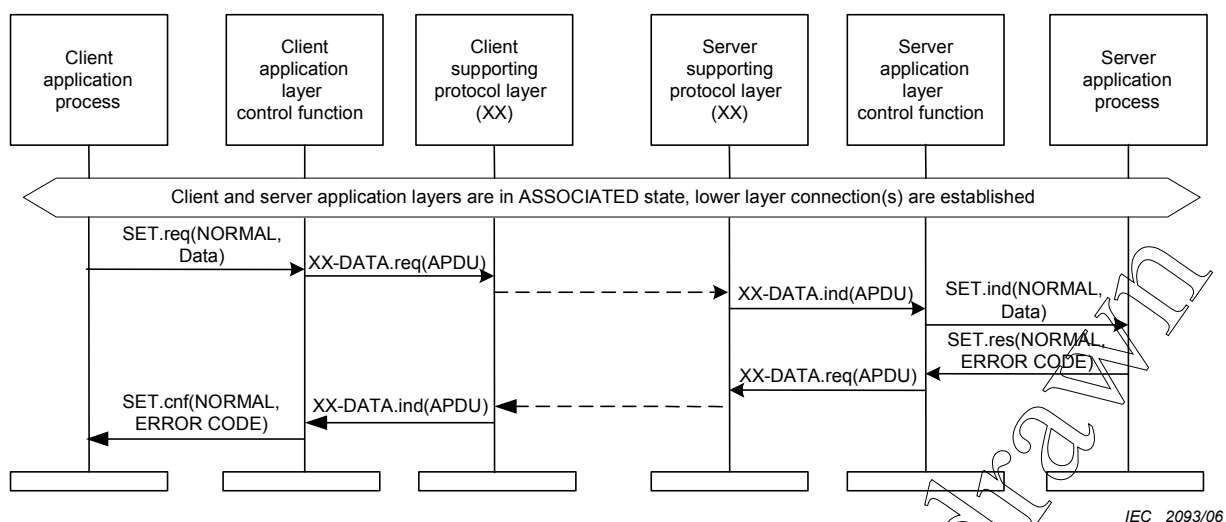 Client
application
process
Client
application
layer
control function
Client
supporting
protocol layer
(XX)
Server
supporting
protocol layer
(XX)
Server
application
layer
control function
Server
application
process
Client and server application layers are in ASSOCIATED state, lower layer connection(s) are established
SET.req(NORMAL,
Data)
XX-DATA.req(APDU)
XX-DATA.ind(APDU)
SET.ind(NORMAL,
Data)
SET.res(NORMAL,
ERROR CODE)
XX-DATA.req(APDU)
XX-DATA.ind(APDU)
SET.cnf(NORMAL,
ERROR CODE)
drawn
IEC 2093/06